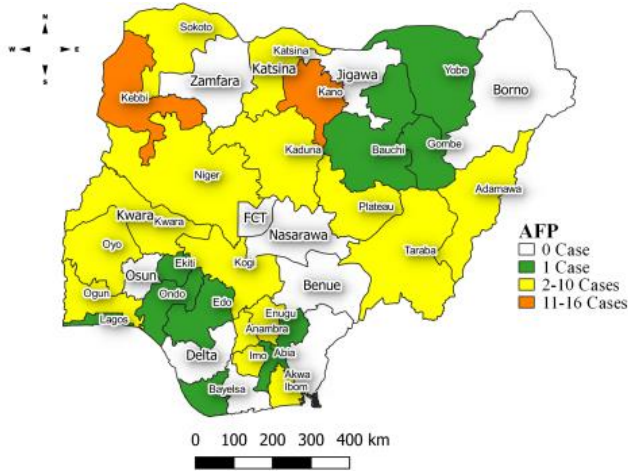 N
W E
S
Sokoto
Katsina
Zamfara
Katsina
Jigawa
Yobe
Borno
Kebbi
Kano
Gombe
Kaduna
Bauchi
Niger
Adamawa
Plateau
Kwara
Kwara
FCT
Nasarawa
Taraba
Oyo
Osun
Ekiti
Kogi
Benue
Ogun
Ondo
Edo
Lagos
Enugu
Anambra
Delta
Imo
Abia
Akwa
Ibom
Bayelsa
AFP
0 Case
1 Case
2-10 Cases
11-16 Cases
0 100 200 300 400 km